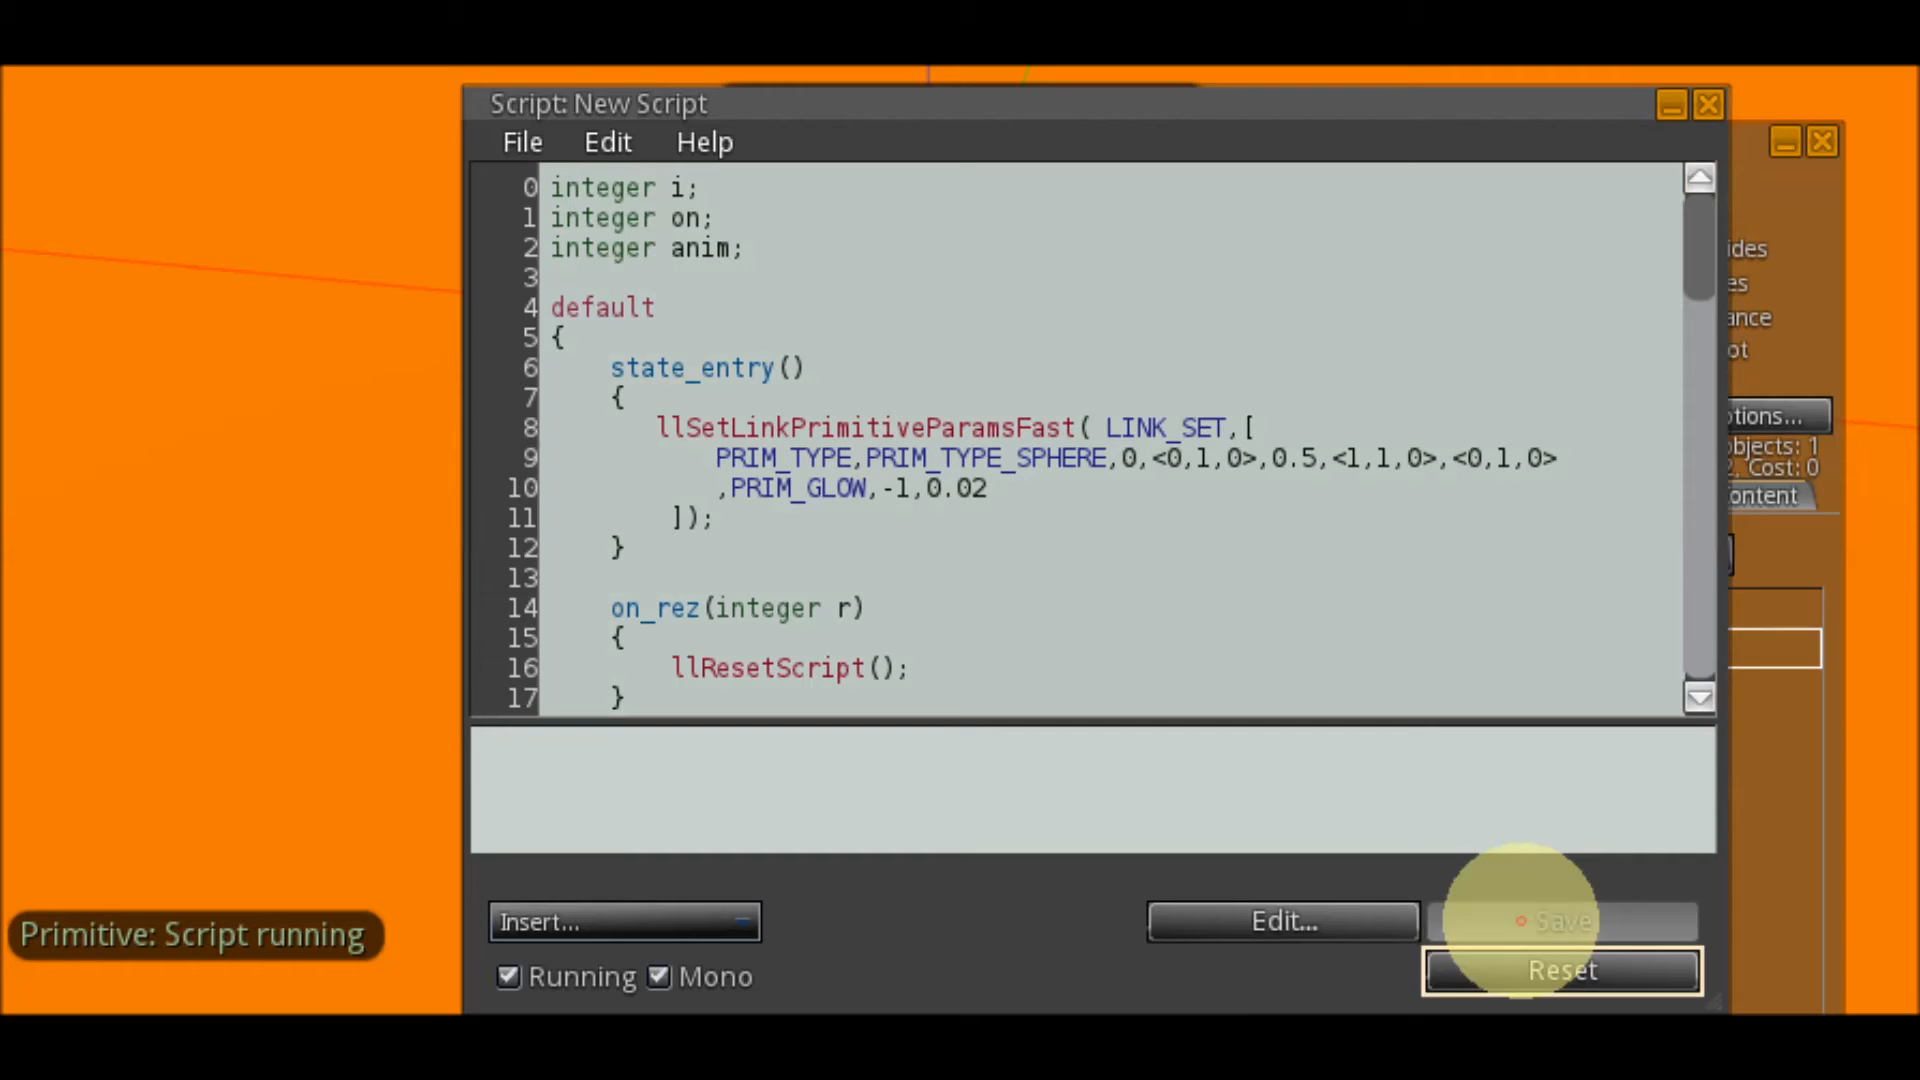 Script: New Script
File Edit Help
0 integer i;
1 integer on;
2 integer anim;
3
4 default
5 {
6     state_entry()
7     {
8        llSetLinkPrimitiveParamsFast( LINK_SET,[
9            PRIM_TYPE,PRIM_TYPE_SPHERE,0,<0,1,0>,0.5,<1,1,0>,<0,1,0>
10            ,PRIM_GLOW,-1,0.02
11         ]);
12     }
13
14     on_rez(integer r)
15     {
16         llResetScript();
17     }
ides
es
ance
ot
otions...
objects: 1
2, Cost: 0
ontent
Insert...
Edit...
Save
Primitive: Script running
Running Mono
Reset